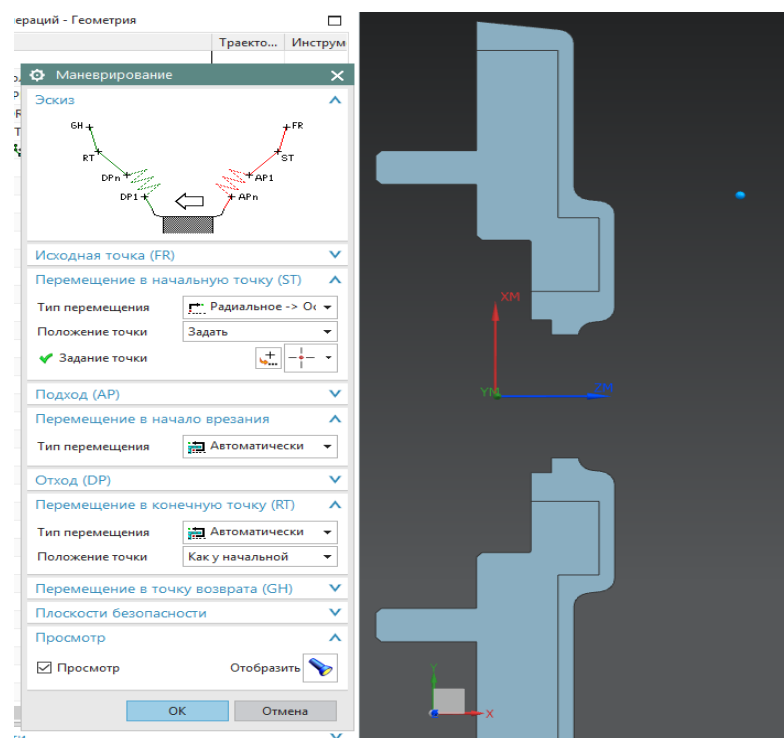 ераций - Геометрия
Траекто... Инструм
Маневрирование
Эскиз
GH
FR
RT
ST
DPn
AP1
DP1
APn
Исходная точка (FR)
Перемещение в начальную точку (ST)
Тип перемещения Радиальное -> Ос
Положение точки Задать
Задание точки
Подход (AP)
Перемещение в начало врезания
Тип перемещения Автоматически
Отход (DP)
Перемещение в конечную точку (RT)
Тип перемещения Автоматически
Положение точки Как у начальной
Перемещение в точку возврата (GH)
Плоскости безопасности
Просмотр
Просмотр Отобразить
OK Отмена
XM
YM
ZM
Y
X